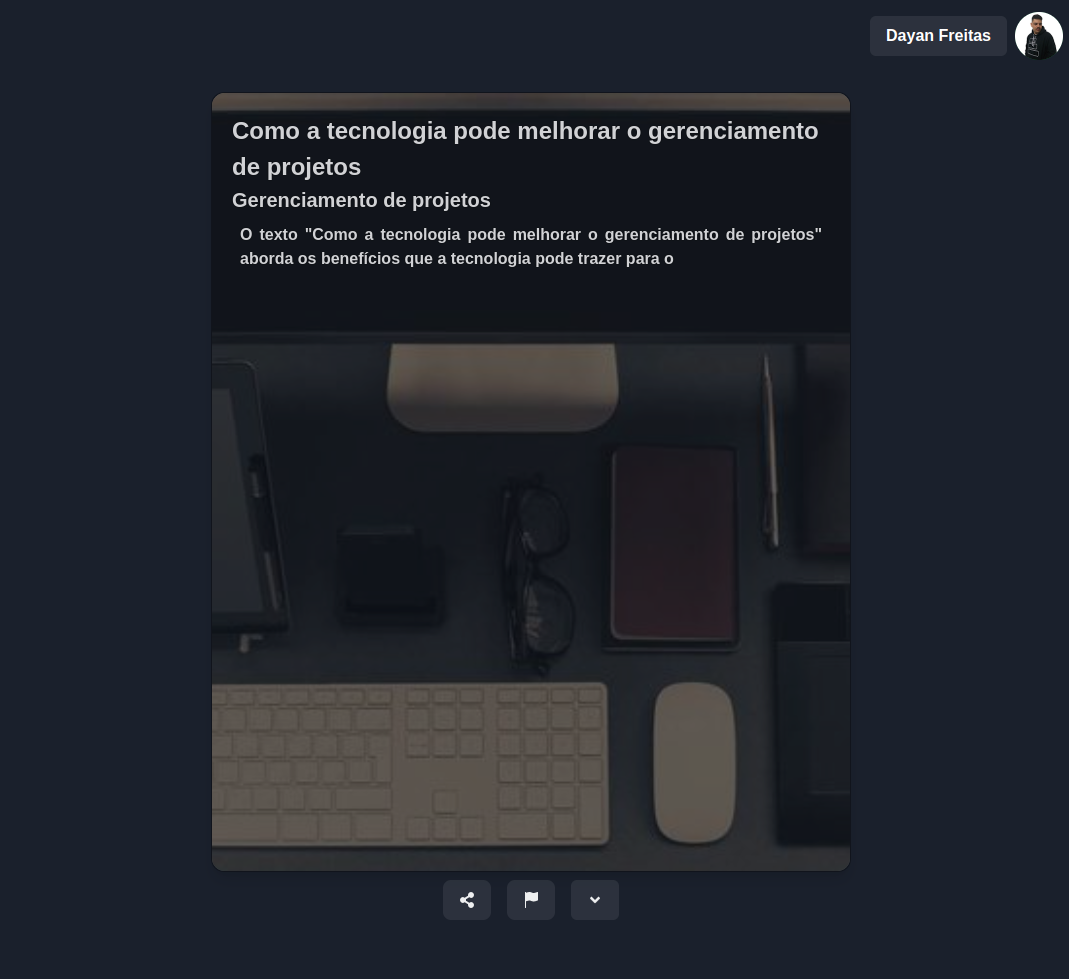 Dayan Freitas
Como a tecnologia pode melhorar o gerenciamento
de projetos
Gerenciamento de projetos
O texto "Como a tecnologia pode melhorar o gerenciamento de projetos"
aborda os benefícios que a tecnologia pode trazer para o